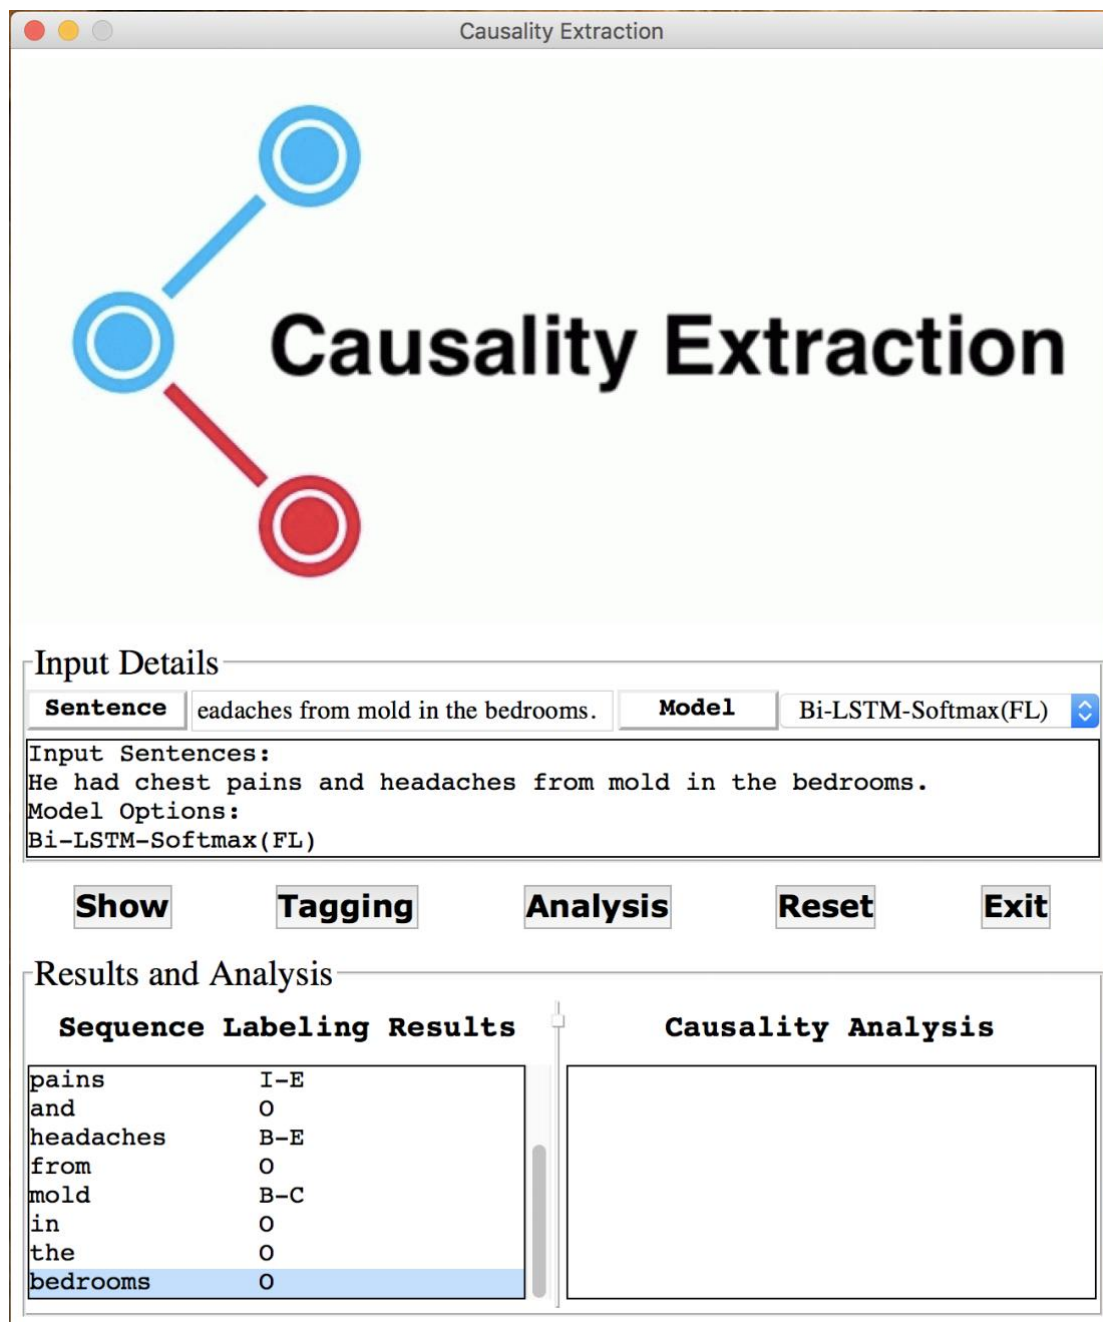 Causality Extraction
Causality Extraction
Input Details
Sentence eadaches from mold in the bedrooms. Model Bi-LSTM-Softmax(FL)
Input Sentences:
He had chest pains and headaches from mold in the bedrooms.
Model Options:
Bi-LSTM-Softmax(FL)
Show Tagging Analysis Reset Exit
Results and Analysis
Sequence Labeling Results Causality Analysis
pains I-E
and O
headaches B-E
from O
mold B-C
in O
the O
bedrooms O